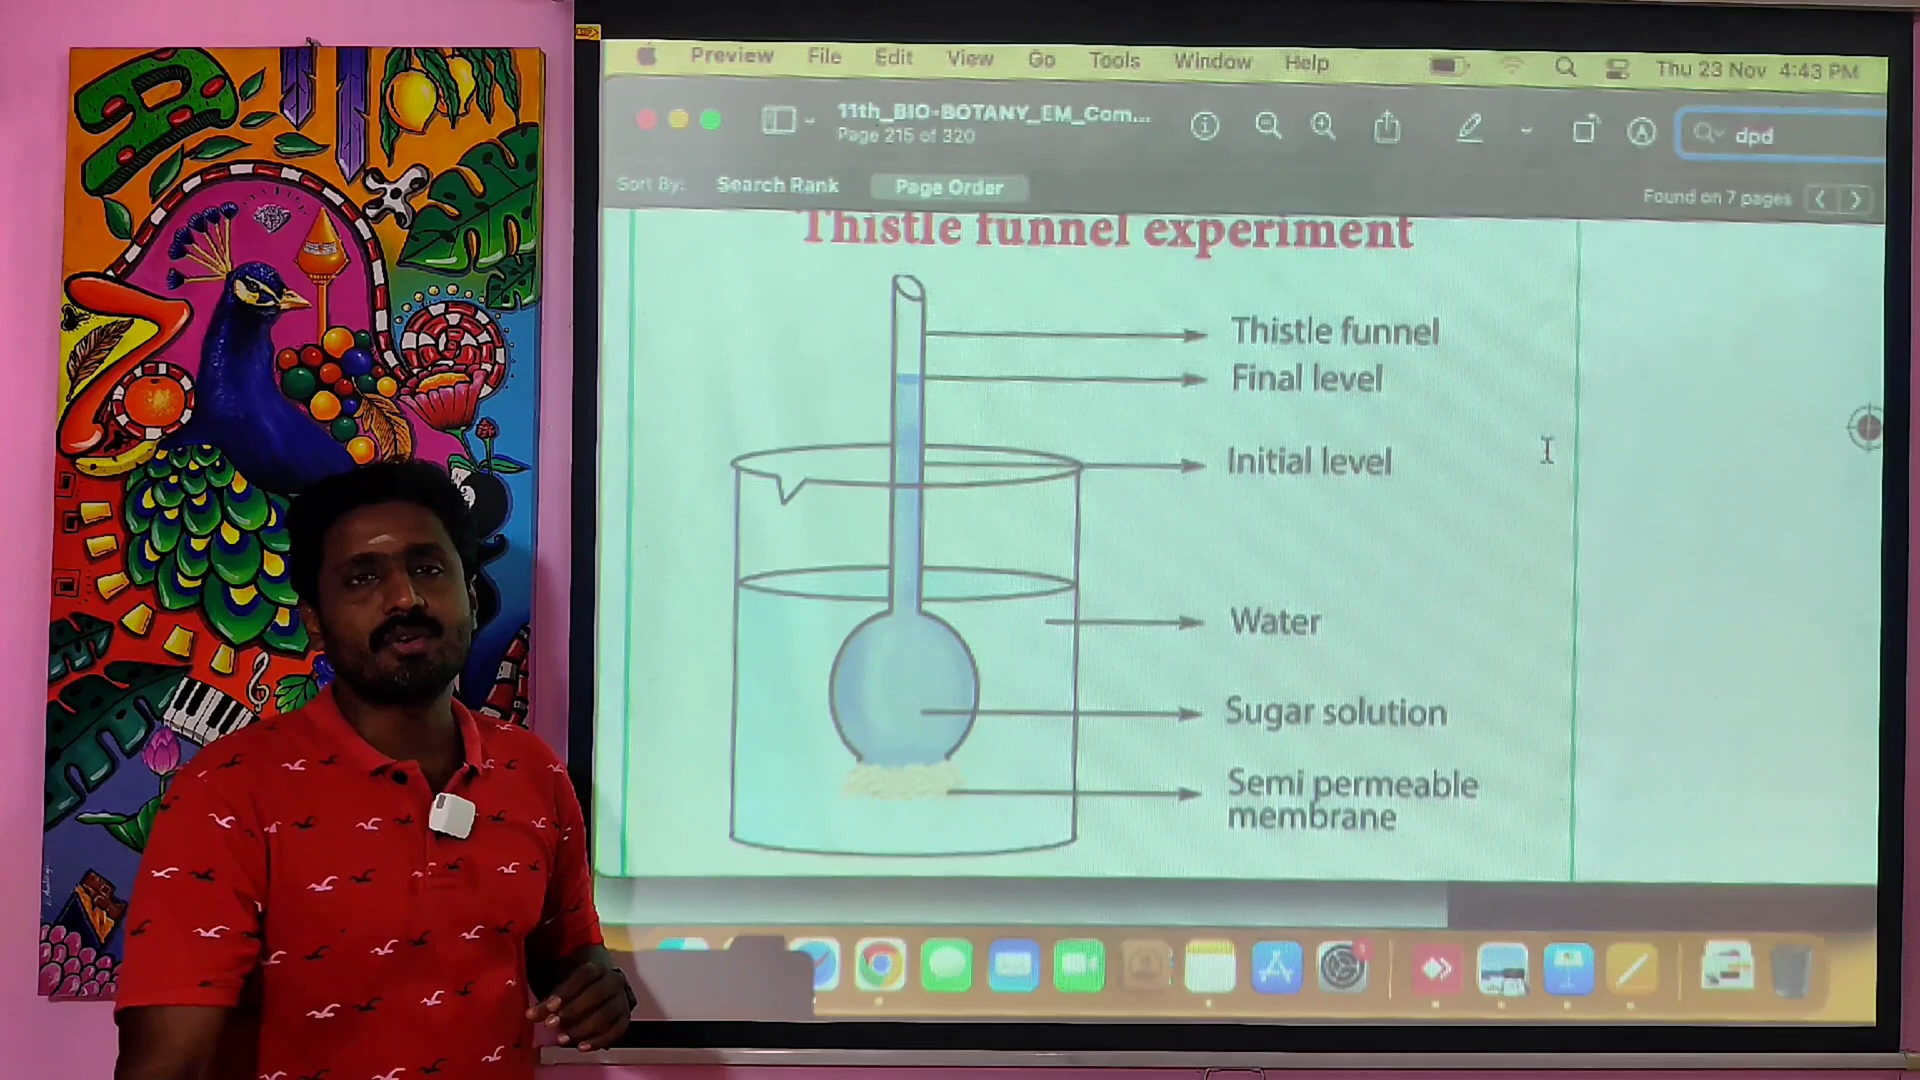 Preview File Edit View Go Tools Window Help Thu 23 Nov 4:43 PM
11th_BIO-BOTANY_EM_Com...
Page 215 of 320
dpd
Sort By: Search Rank Page Order Found on 7 pages
Thistle funnel experiment
Thistle funnel
Final level
Initial level
Water
Sugar solution
Semi permeable
membrane